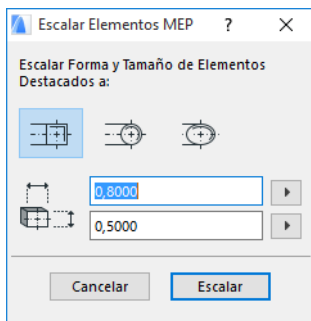 Escalar Elementos MEP ?
Escalar Forma y Tamaño de Elementos
Destacados a:
0,8000
0,5000
Cancelar Escalar